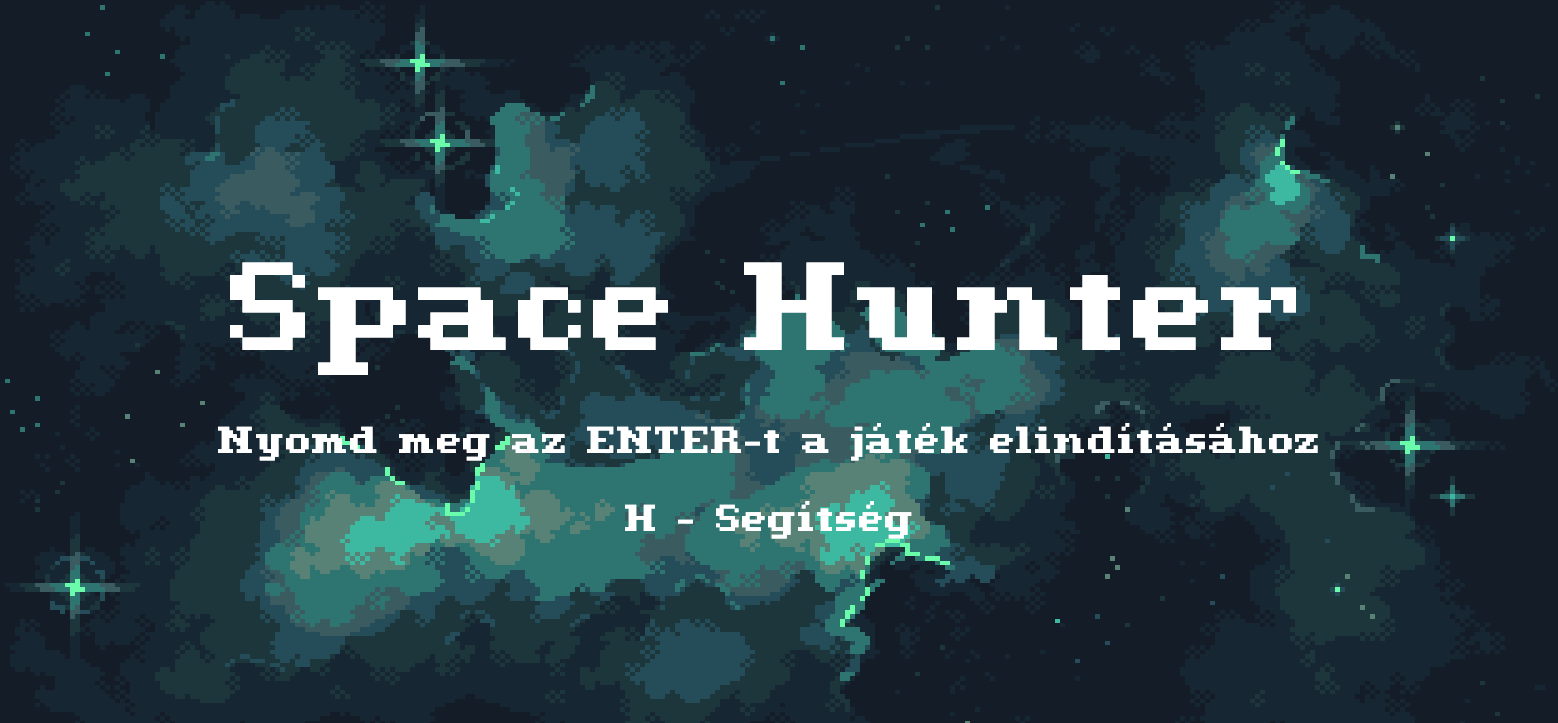 Space Hunter
Nyomd meg az ENTER-t a játék elindításához
H - Segítség